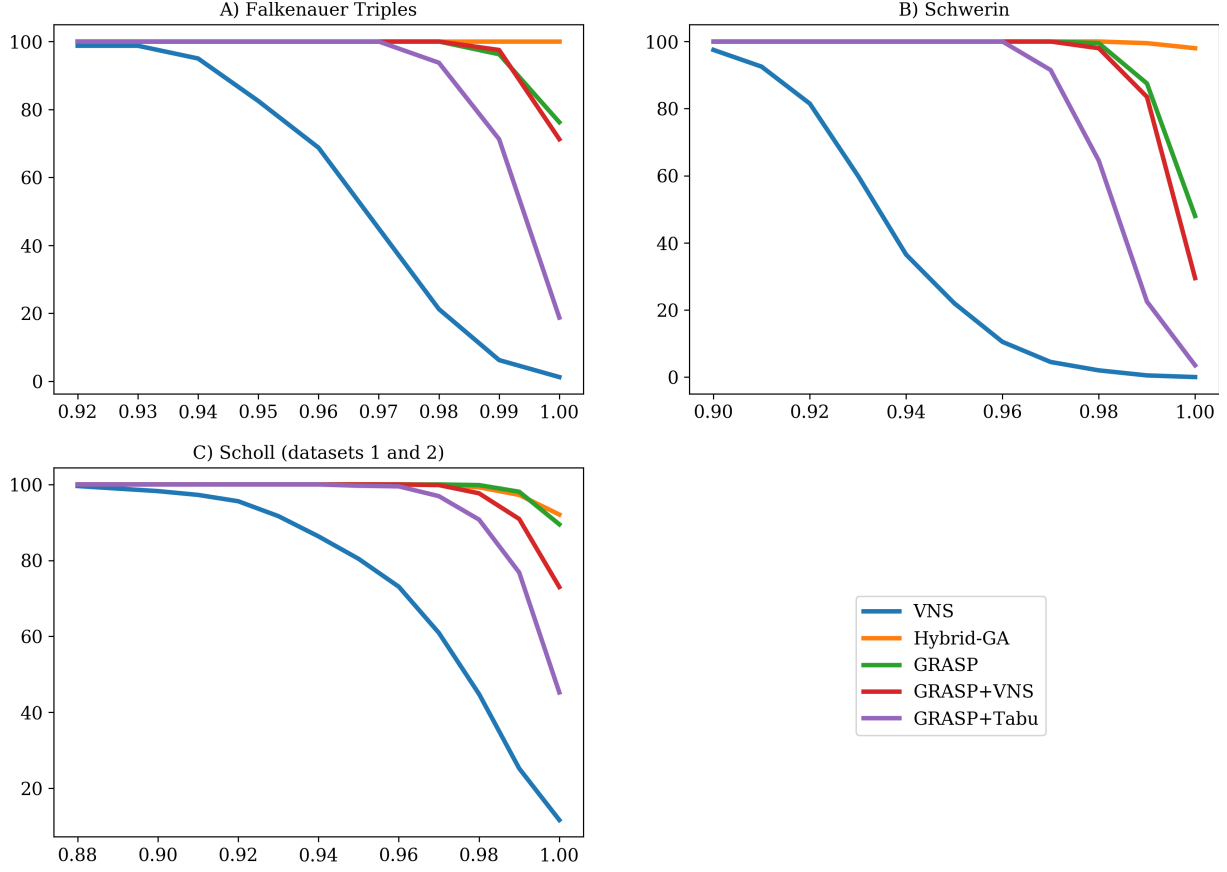 A) Falkenauer Triples
100
80
60
40
20
0
0.92 0.93 0.94 0.95 0.96 0.97 0.98 0.99 1.00
B) Schwerin
100
80
60
40
20
0
0.90 0.92 0.94 0.96 0.98 1.00
C) Scholl (datasets 1 and 2)
100
80
60
40
20
0.88 0.90 0.92 0.94 0.96 0.98 1.00
VNS
Hybrid-GA
GRASP
GRASP+VNS
GRASP+Tabu